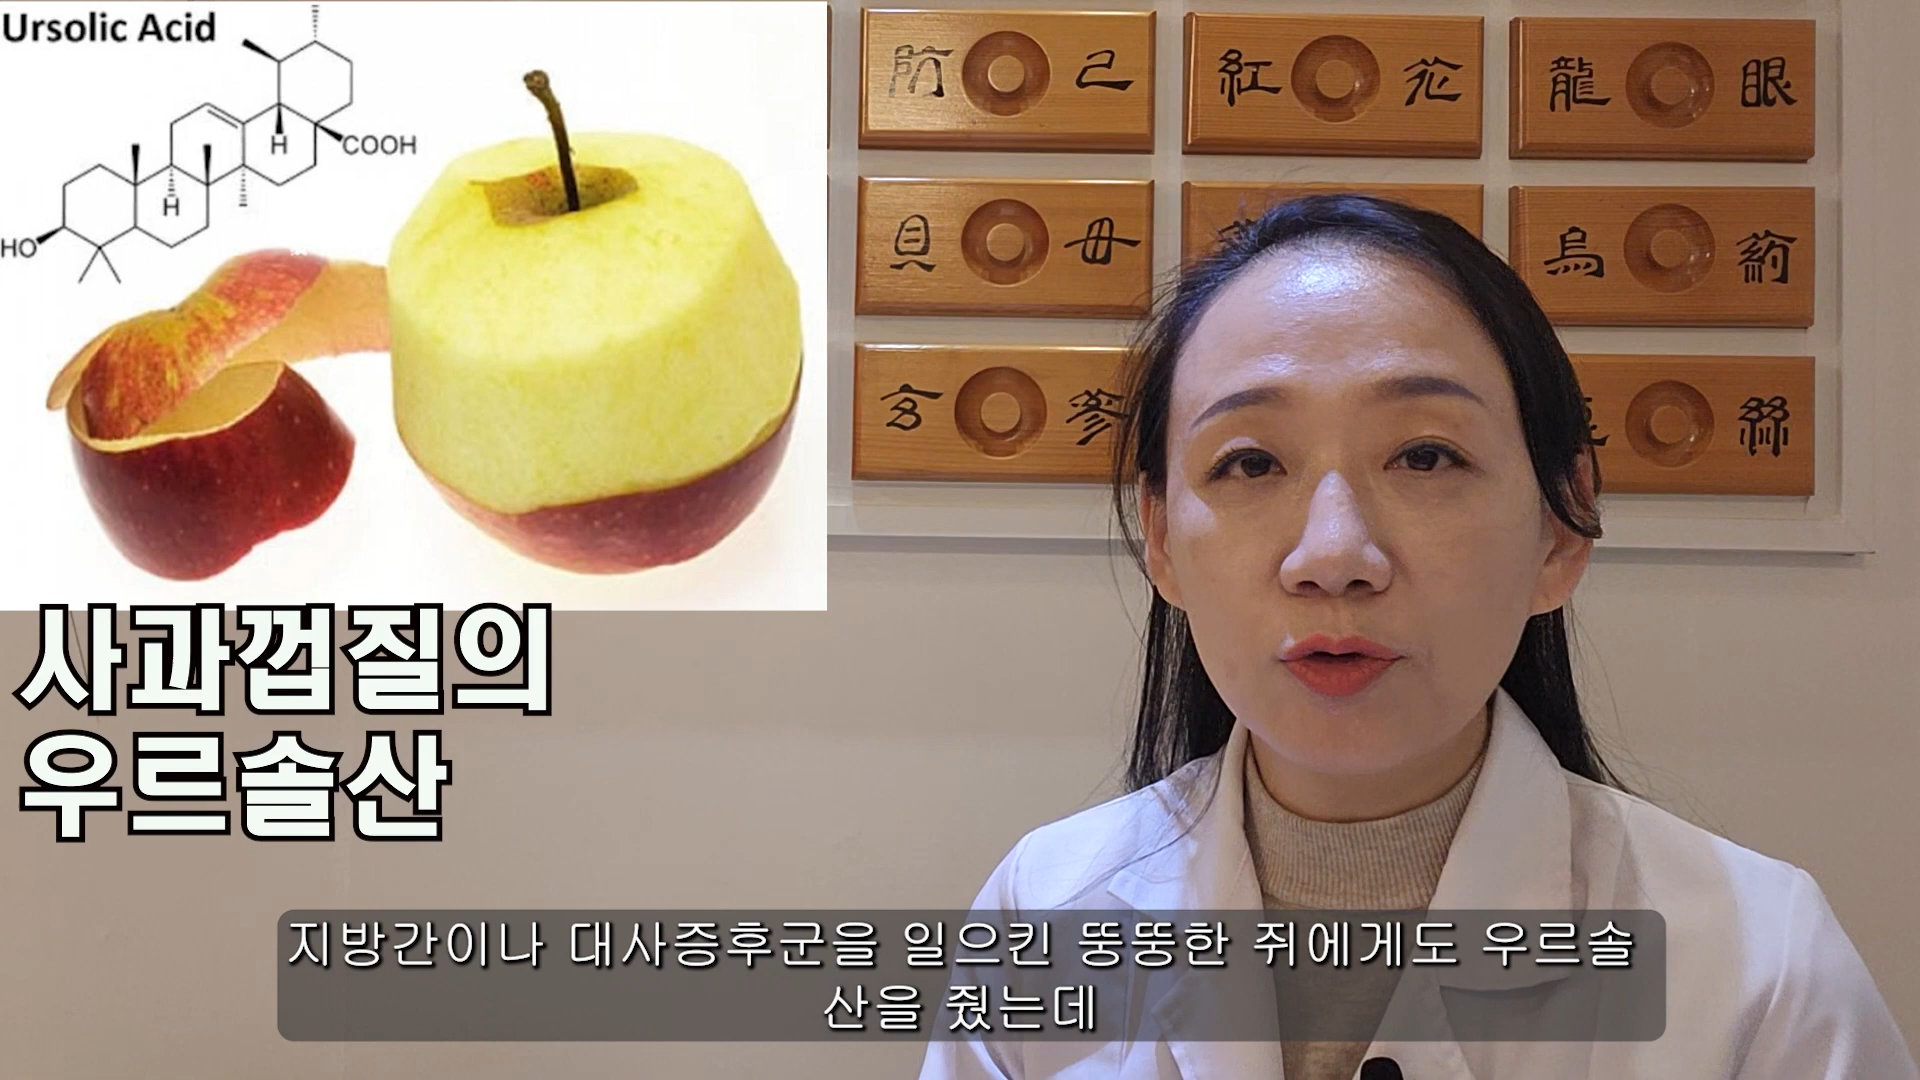 Ursolic Acid
COOH
H
H
HO
防 己
紅 花
龍 眼
貝 母
烏 药
玄 參
絲
사과껍질의
우르솔산
지방간이나 대사증후군을 일으킨 뚱뚱한 쥐에게도 우르솔
산을 줬는데